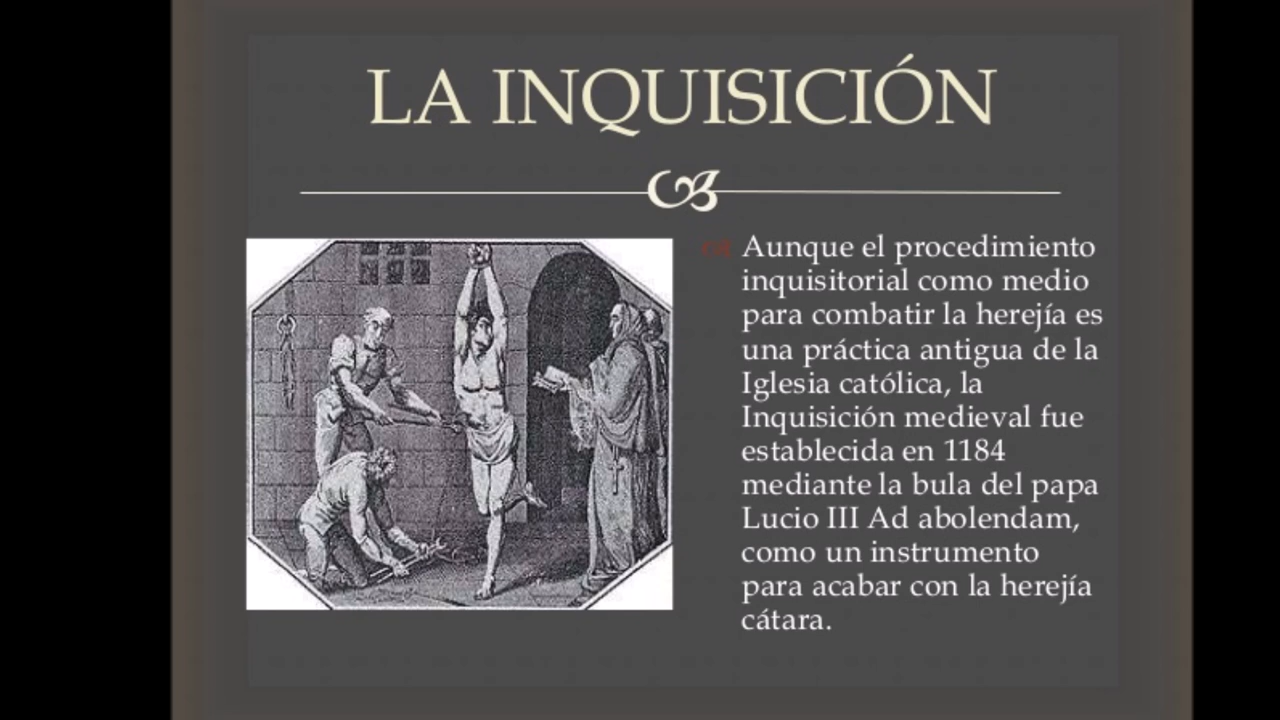 LA INQUISICIÓN
Aunque el procedimiento
inquisitorial como medio
para combatir la herejía es
una práctica antigua de la
Iglesia católica, la
Inquisición medieval fue
establecida en 1184
mediante la bula del papa
Lucio III Ad abolendam,
como un instrumento
para acabar con la herejía
cátara.